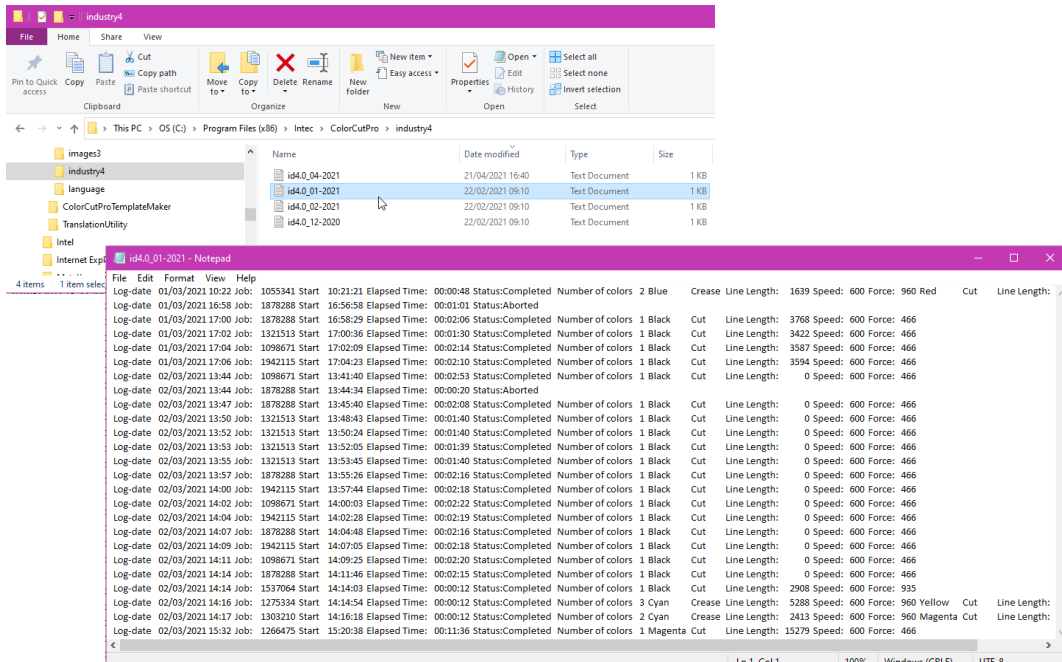 industry4
File Home Share View
Pin to Quick access
Copy
Paste
Cut
Copy path
Paste shortcut
Clipboard
Move to
Copy to
Delete
Rename
Organize
New folder
New item
Easy access
New
Properties
Open
Edit
History
Open
Select all
Select none
Invert selection
Select
This PC > OS (C:) > Program Files (x86) > Intec > ColorCutPro > industry4
images3
industry4
language
ColorCutProTemplateMaker
TranslationUtility
Intel
Internet Exp
Name Date modified Type Size
id4.0_04-2021 21/04/2021 16:40 Text Document 1 KB
id4.0_01-2021 22/02/2021 09:10 Text Document 1 KB
id4.0_02-2021 22/02/2021 09:10 Text Document 1 KB
id4.0_12-2020 22/02/2021 09:10 Text Document 1 KB
4 items 1 item selec
id4.0_01-2021 - Notepad
File Edit Format View Help
Log-date 01/03/2021 10:22 Job: 1055341 Start 10:21:21 Elapsed Time: 00:00:48 Status:Completed Number of colors 2 Blue Crease Line Length: 1639 Speed: 600 Force: 960 Red Cut Line Length:
Log-date 01/03/2021 16:58 Job: 1878288 Start 16:56:58 Elapsed Time: 00:01:01 Status:Aborted
Log-date 01/03/2021 17:00 Job: 1878288 Start 16:58:29 Elapsed Time: 00:02:06 Status:Completed Number of colors 1 Black Cut Line Length: 3768 Speed: 600 Force: 466
Log-date 01/03/2021 17:02 Job: 1321513 Start 17:00:36 Elapsed Time: 00:01:30 Status:Completed Number of colors 1 Black Cut Line Length: 3422 Speed: 600 Force: 466
Log-date 01/03/2021 17:04 Job: 1098671 Start 17:02:09 Elapsed Time: 00:02:14 Status:Completed Number of colors 1 Black Cut Line Length: 3587 Speed: 600 Force: 466
Log-date 01/03/2021 17:06 Job: 1942115 Start 17:04:23 Elapsed Time: 00:02:10 Status:Completed Number of colors 1 Black Cut Line Length: 3594 Speed: 600 Force: 466
Log-date 02/03/2021 13:44 Job: 1098671 Start 13:41:40 Elapsed Time: 00:02:53 Status:Completed Number of colors 1 Black Cut Line Length: 0 Speed: 600 Force: 466
Log-date 02/03/2021 13:44 Job: 1878288 Start 13:44:34 Elapsed Time: 00:00:20 Status:Aborted
Log-date 02/03/2021 13:47 Job: 1878288 Start 13:45:40 Elapsed Time: 00:02:08 Status:Completed Number of colors 1 Black Cut Line Length: 0 Speed: 600 Force: 466
Log-date 02/03/2021 13:50 Job: 1321513 Start 13:48:43 Elapsed Time: 00:01:40 Status:Completed Number of colors 1 Black Cut Line Length: 0 Speed: 600 Force: 466
Log-date 02/03/2021 13:52 Job: 1321513 Start 13:50:24 Elapsed Time: 00:01:40 Status:Completed Number of colors 1 Black Cut Line Length: 0 Speed: 600 Force: 466
Log-date 02/03/2021 13:53 Job: 1321513 Start 13:52:05 Elapsed Time: 00:01:39 Status:Completed Number of colors 1 Black Cut Line Length: 0 Speed: 600 Force: 466
Log-date 02/03/2021 13:55 Job: 1321513 Start 13:53:45 Elapsed Time: 00:01:40 Status:Completed Number of colors 1 Black Cut Line Length: 0 Speed: 600 Force: 466
Log-date 02/03/2021 13:57 Job: 1878288 Start 13:55:26 Elapsed Time: 00:02:16 Status:Completed Number of colors 1 Black Cut Line Length: 0 Speed: 600 Force: 466
Log-date 02/03/2021 14:00 Job: 1942115 Start 13:57:44 Elapsed Time: 00:02:18 Status:Completed Number of colors 1 Black Cut Line Length: 0 Speed: 600 Force: 466
Log-date 02/03/2021 14:02 Job: 1098671 Start 14:00:03 Elapsed Time: 00:02:22 Status:Completed Number of colors 1 Black Cut Line Length: 0 Speed: 600 Force: 466
Log-date 02/03/2021 14:04 Job: 1942115 Start 14:02:28 Elapsed Time: 00:02:19 Status:Completed Number of colors 1 Black Cut Line Length: 0 Speed: 600 Force: 466
Log-date 02/03/2021 14:07 Job: 1878288 Start 14:04:48 Elapsed Time: 00:02:16 Status:Completed Number of colors 1 Black Cut Line Length: 0 Speed: 600 Force: 466
Log-date 02/03/2021 14:09 Job: 1942115 Start 14:07:05 Elapsed Time: 00:02:18 Status:Completed Number of colors 1 Black Cut Line Length: 0 Speed: 600 Force: 466
Log-date 02/03/2021 14:11 Job: 1098671 Start 14:09:25 Elapsed Time: 00:02:20 Status:Completed Number of colors 1 Black Cut Line Length: 0 Speed: 600 Force: 466
Log-date 02/03/2021 14:14 Job: 1878288 Start 14:11:46 Elapsed Time: 00:02:15 Status:Completed Number of colors 1 Black Cut Line Length: 0 Speed: 600 Force: 466
Log-date 02/03/2021 14:14 Job: 1537064 Start 14:14:03 Elapsed Time: 00:00:12 Status:Completed Number of colors 1 Black Cut Line Length: 2908 Speed: 600 Force: 935
Log-date 02/03/2021 14:16 Job: 1275334 Start 14:14:54 Elapsed Time: 00:00:12 Status:Completed Number of colors 3 Cyan Crease Line Length: 5288 Speed: 600 Force: 960 Yellow Cut Line Length:
Log-date 02/03/2021 14:17 Job: 1303210 Start 14:16:18 Elapsed Time: 00:00:12 Status:Completed Number of colors 2 Cyan Crease Line Length: 2413 Speed: 600 Force: 960 Magenta Cut Line Length:
Log-date 02/03/2021 15:32 Job: 1266475 Start 15:20:38 Elapsed Time: 00:11:36 Status:Completed Number of colors 1 Magenta Cut Line Length: 15279 Speed: 600 Force: 466
Ln 1, Col 1 100% Windows (CRLF) UTF-8